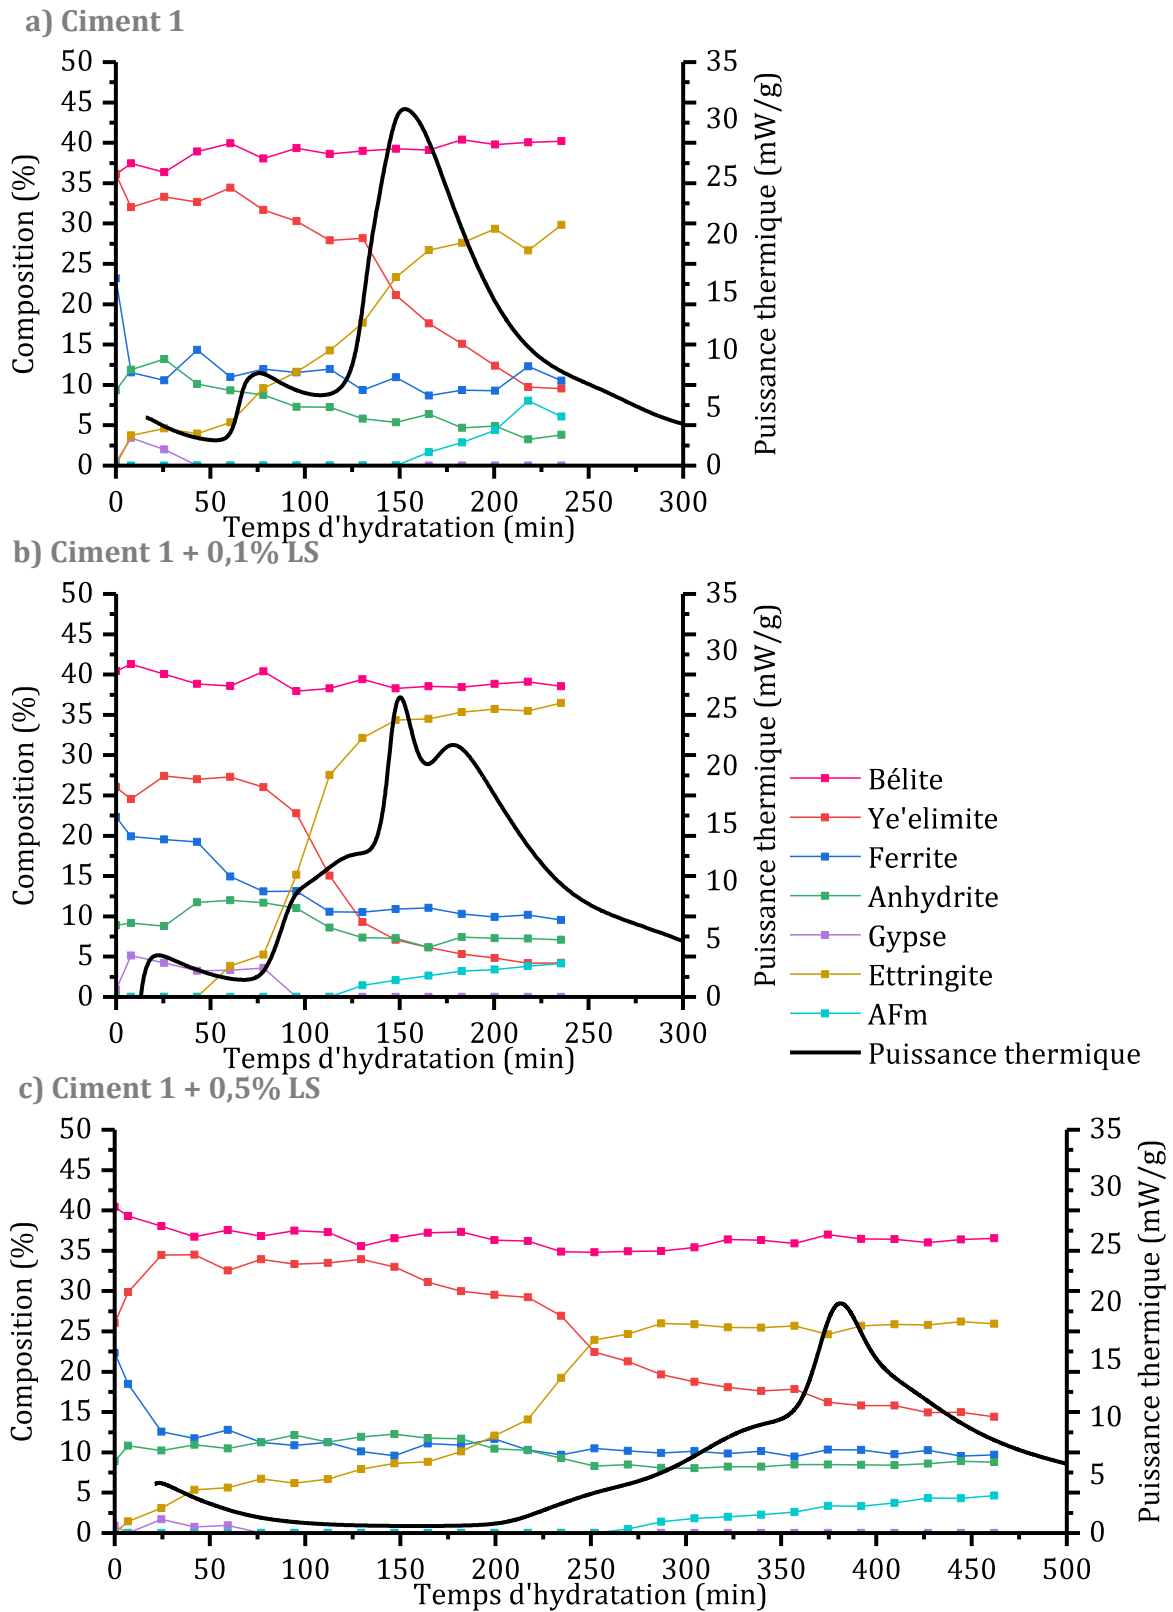 a) Ciment 1
50
45
40
35
30
25
20
15
10
5
0
Composition (%)
35
30
25
20
15
10
5
0
Puissance thermique (mW/g)
0 50 100 150 200 250 300
Temps d'hydratation (min)
b) Ciment 1 + 0,1% LS
50
45
40
35
30
25
20
15
10
5
0
Composition (%)
35
30
25
20
15
10
5
0
Puissance thermique (mW/g)
0 50 100 150 200 250 300
Temps d'hydratation (min)
Bélite
Ye'elimite
Ferrite
Anhydrite
Gypse
Ettringite
AFm
Puissance thermique
c) Ciment 1 + 0,5% LS
50
45
40
35
30
25
20
15
10
5
0
Composition (%)
35
30
25
20
15
10
5
0
Puissance thermique (mW/g)
0 50 100 150 200 250 300 350 400 450 500
Temps d'hydratation (min)